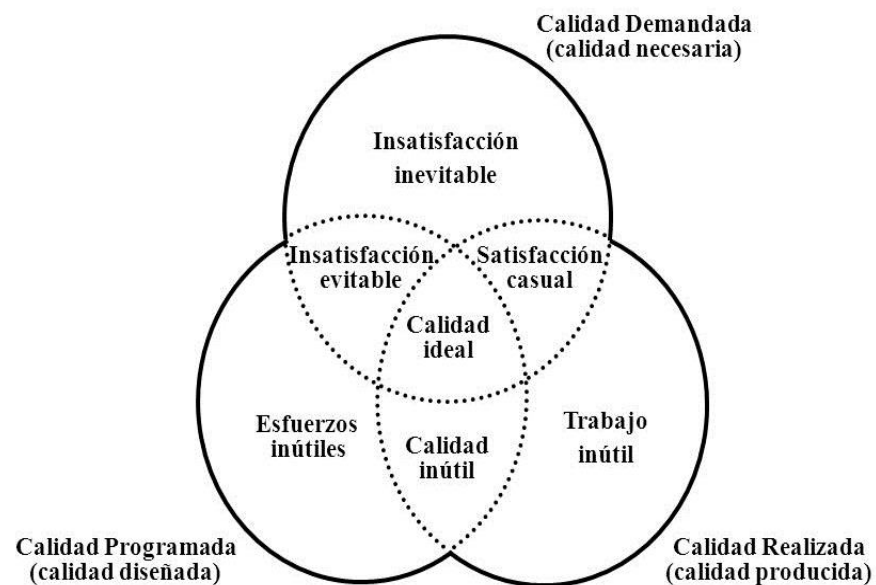 Calidad Demandada
(calidad necesaria)
Insatisfacción
inevitable
Insatisfacción
evitable
Satisfacción
casual
Calidad
ideal
Esfuerzos
inútiles
Calidad
inútil
Trabajo
inútil
Calidad Programada
(calidad diseñada)
Calidad Realizada
(calidad producida)